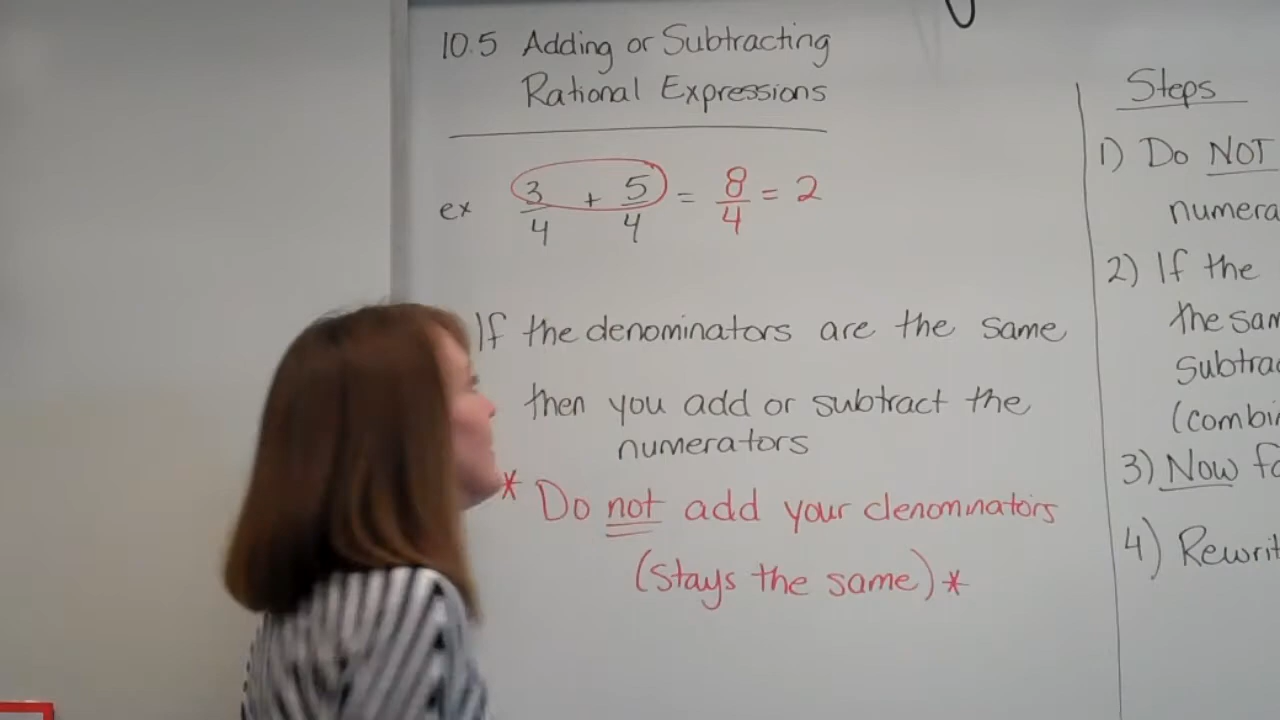 10.5 Adding or Subtracting
Rational Expressions
ex 3/4 + 5/4 = 8/4 = 2
If the denominators are the same
then you add or subtract the
numerators
* Do not add your denominators
(stays the same) *
Steps
1) Do NOT
numera
2) If the
the sam
subtrac
(combi
3) Now fa
4) Rewrit